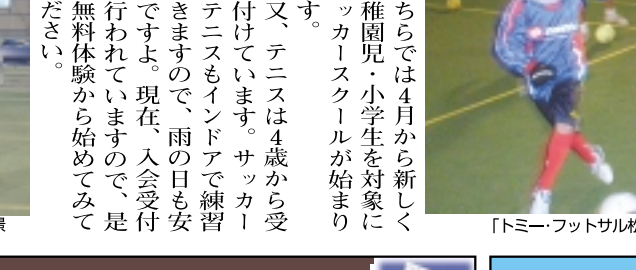 ちらでは4月から新しく
稚園児・小学生を対象に
ッカースクールが始まり
す。
又、テニスは4歳から受
付けています。サッカー
テニスもインドアで練習
きますので、雨の日も安
ですよ。現在、入会受付
行われていますので、是
無料体験から始めてみて
ださい。
「トミー・フットサル松
景